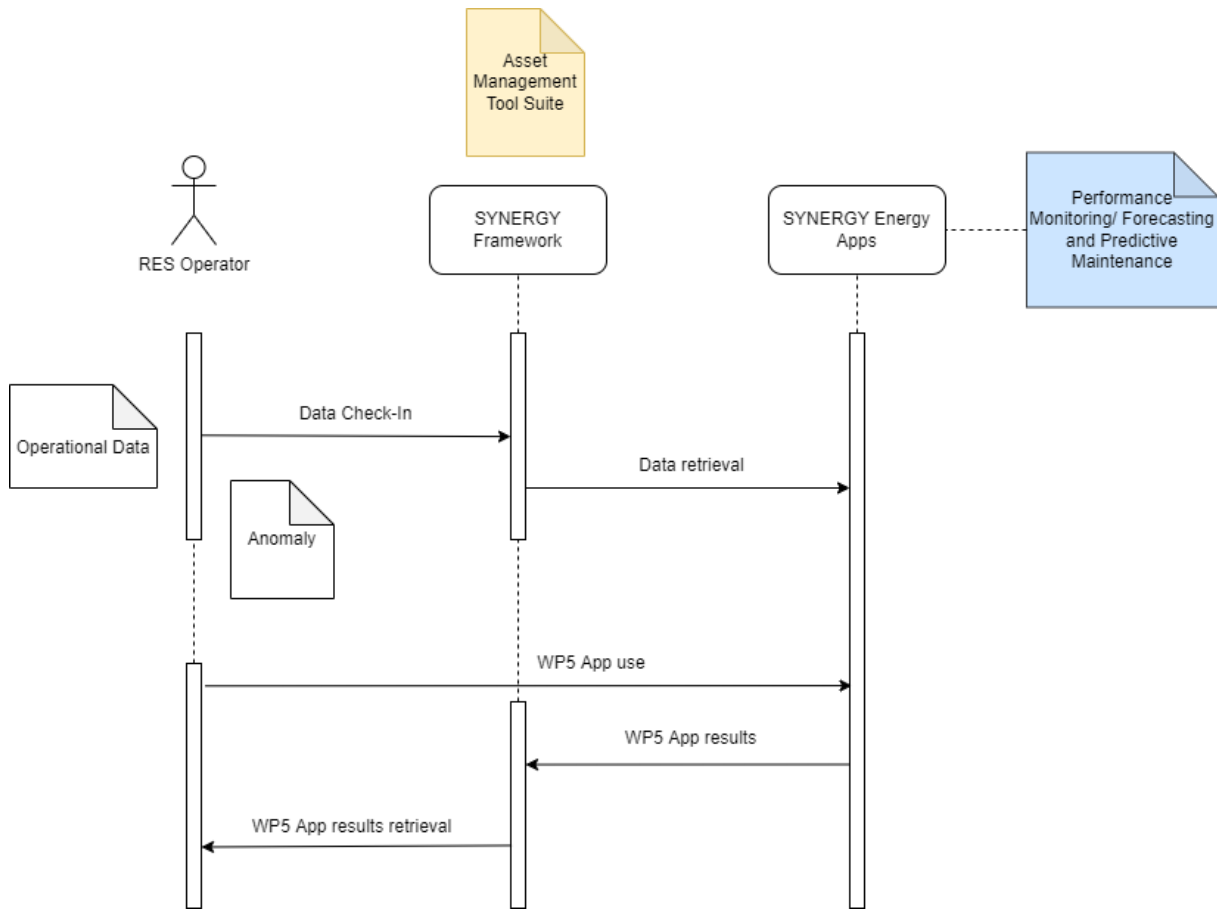 Asset
Management
Tool Suite
RES Operator
SYNERGY
Framework
SYNERGY Energy
Apps
Performance
Monitoring/ Forecasting
and Predictive
Maintenance
Operational Data
Data Check-In
Data retrieval
Anomaly
WP5 App use
WP5 App results
WP5 App results retrieval